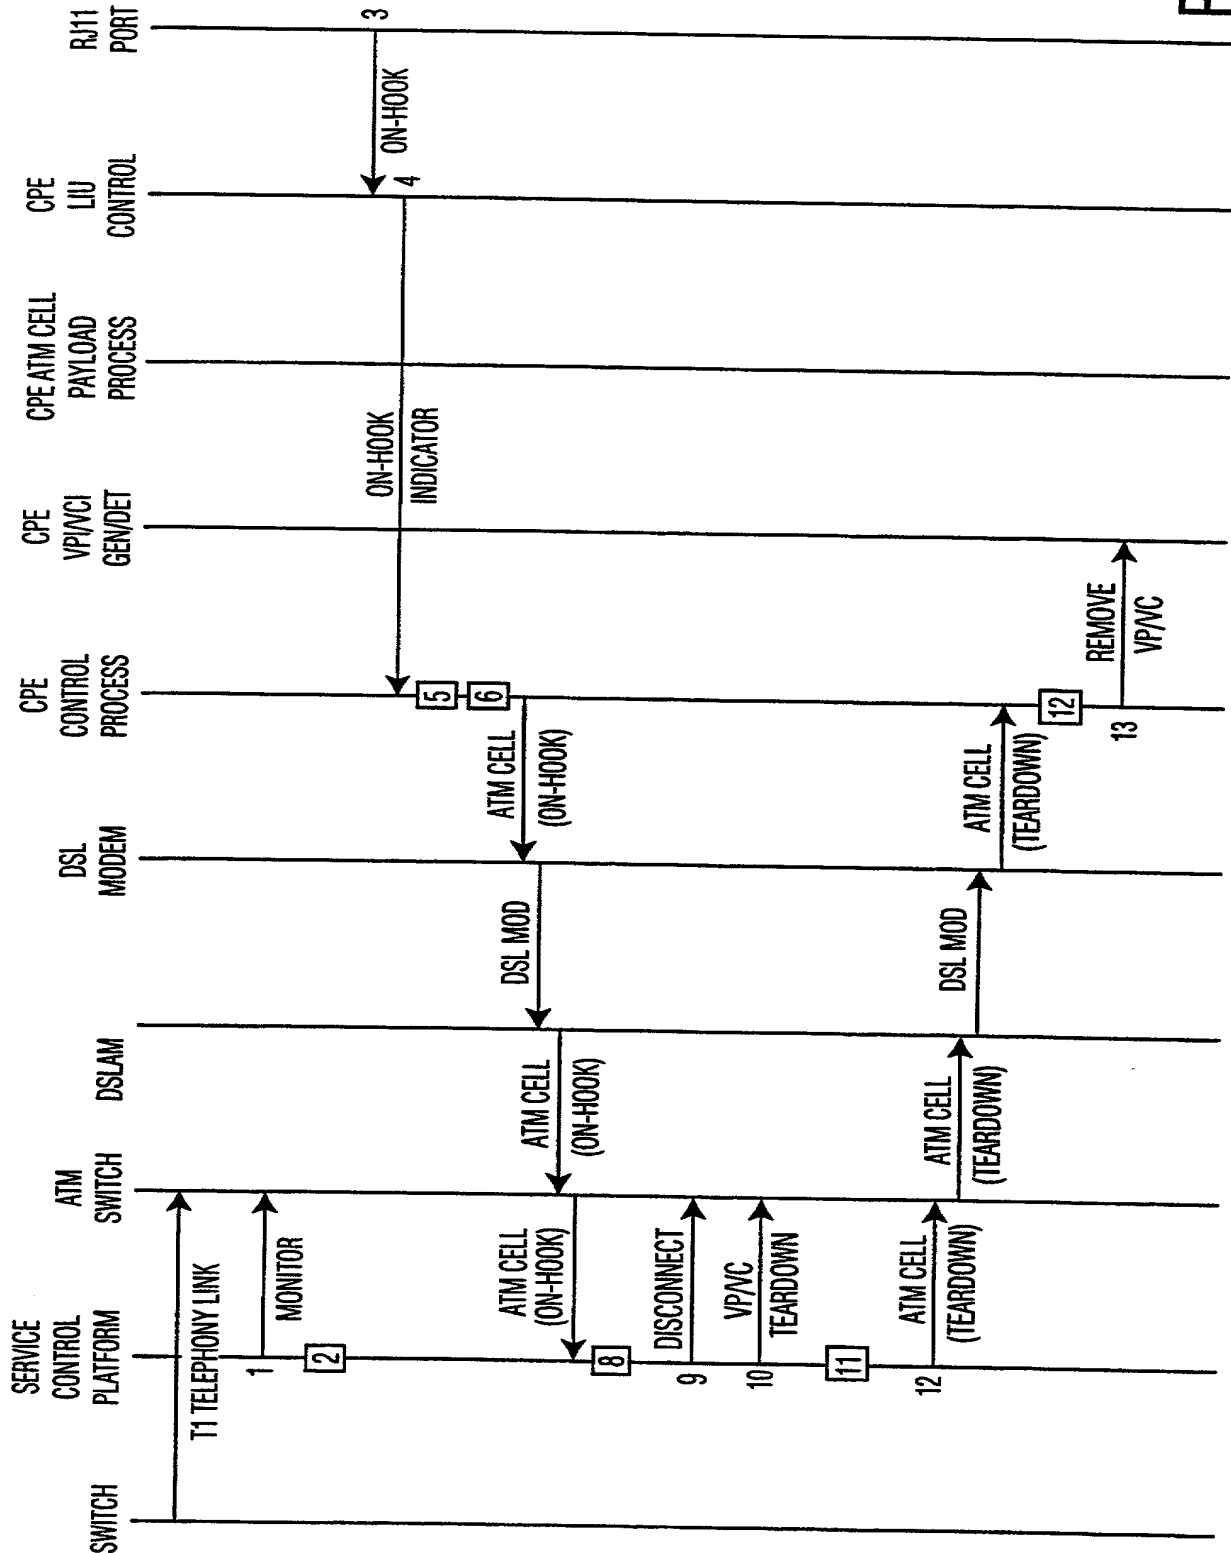 SWITCH
SERVICE
CONTROL
PLATFORM
ATM
SWITCH
DSLAM
DSL
MODEM
CPE
CONTROL
PROCESS
CPE
VPI/VCI
GEN/DET
CPE ATM CELL
PAYLOAD
PROCESS
CPE
LIU
CONTROL
RJ11
PORT
T1 TELEPHONY LINK
1
MONITOR
2
3
ON-HOOK
4
ON-HOOK
INDICATOR
5
6
ATM CELL
(ON-HOOK)
DSL MOD
ATM CELL
(ON-HOOK)
ATM CELL
(ON-HOOK)
8
9
DISCONNECT
10
VP/VC
TEARDOWN
11
12
ATM CELL
(TEARDOWN)
ATM CELL
(TEARDOWN)
DSL MOD
ATM CELL
(TEARDOWN)
12
13
REMOVE
VP/VC